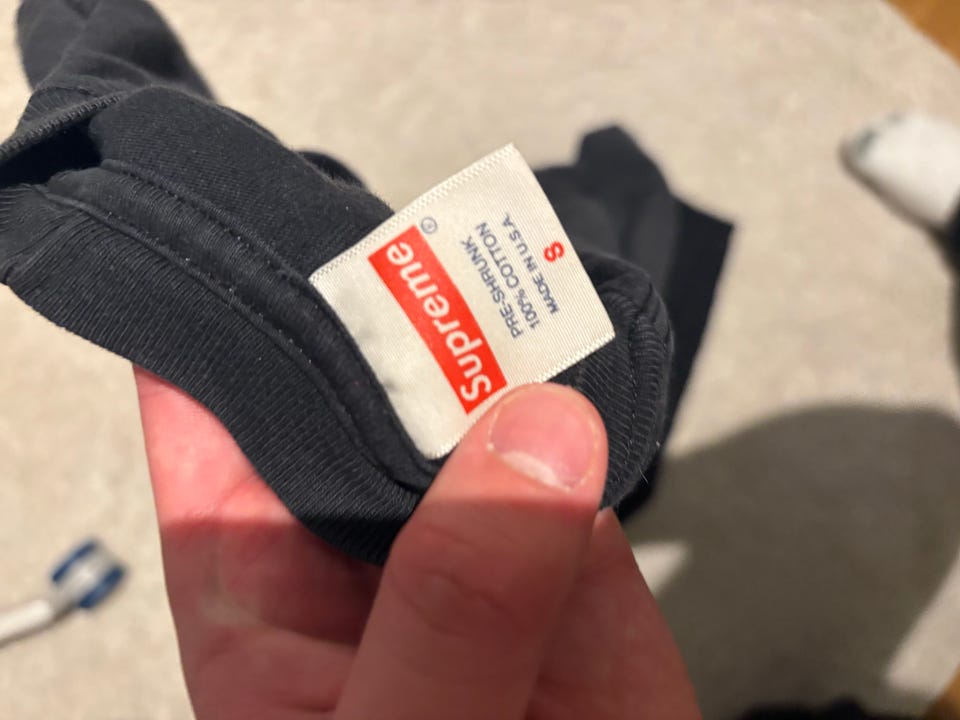 Supreme
®
PRE-SHRUNK
100% COTTON
MADE IN U.S.A.
S